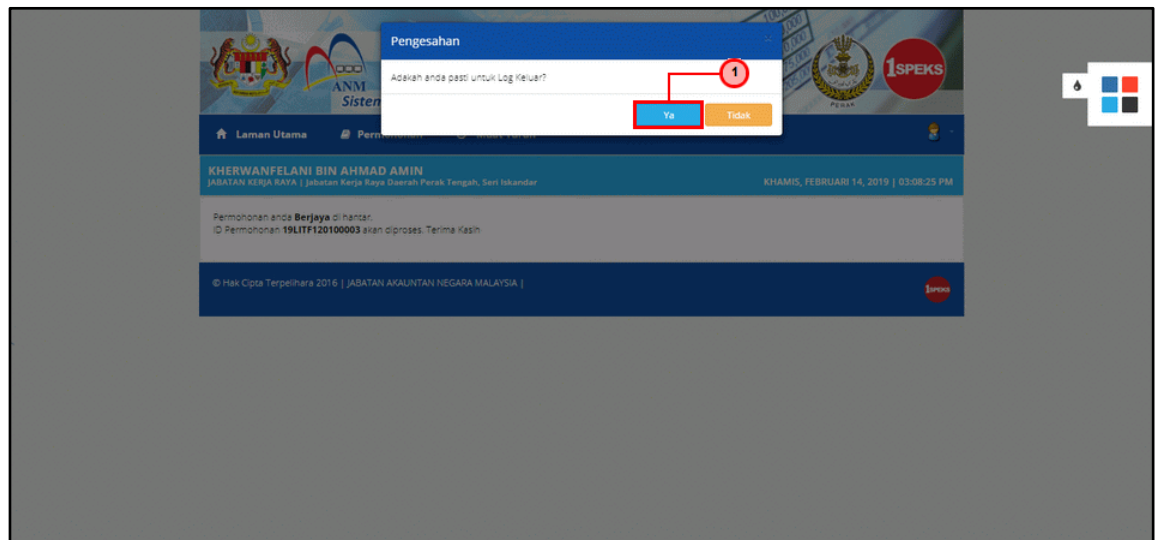 Pengesahan
Adakah anda pasti untuk Log Keluar?
1
Ya
Tidak
ANM
Sistem
PERAK
1SPEKS
Laman Utama
KHERWANFELANI BIN AHMAD AMIN
JABATAN KERJA RAYA | Jabatan Kerja Raya Daerah Perak Tengah, Seri Iskandar
KHAMIS, FEBRUARI 14, 2019 | 03:08:25 PM
Permohonan anda Berjaya di hantar.
ID Permohonan 19LITF120100003 akan diproses. Terima Kasih
© Hak Cipta Terpelihara 2016 | JABATAN AKAUNTAN NEGARA MALAYSIA |
1SPEKS